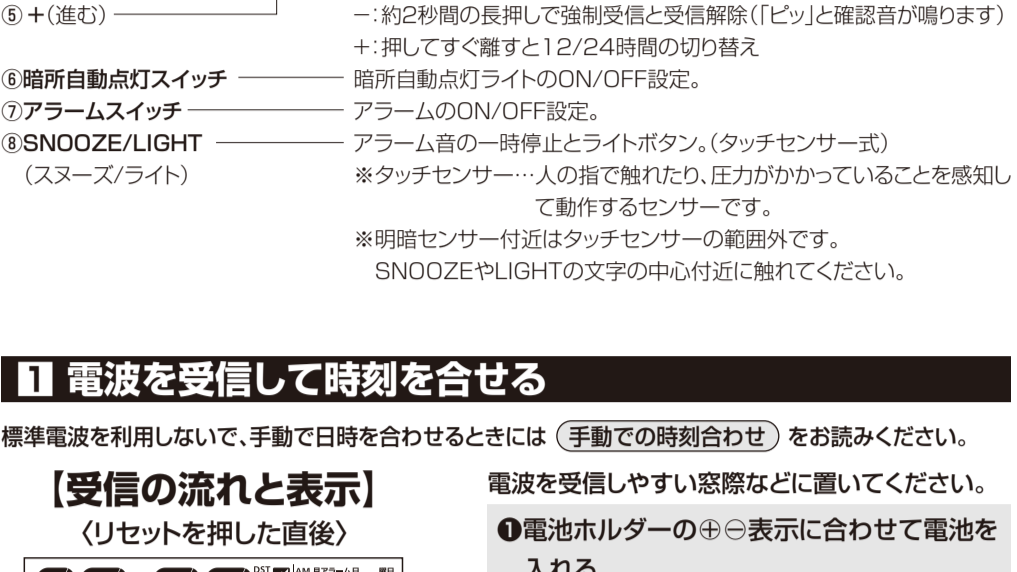 ⑤+(進む)
−:約2秒間の長押しで強制受信と受信解除(「ピッ」と確認音が鳴ります)
+:押してすぐ離すと12/24時間の切り替え
⑥暗所自動点灯スイッチ 暗所自動点灯ライトのON/OFF設定。
⑦アラームスイッチ アラームのON/OFF設定。
⑧SNOOZE/LIGHT アラーム音の一時停止とライトボタン。(タッチセンサー式)
(スヌーズ/ライト) ※タッチセンサー…人の指で触れたり、圧力がかかっていることを感知し
て動作するセンサーです。
※明暗センサー付近はタッチセンサーの範囲外です。
SNOOZEやLIGHTの文字の中心付近に触れてください。
1 電波を受信して時刻を合せる
標準電波を利用しないで、手動で日時を合わせるときには 手動での時刻合わせ をお読みください。
【受信の流れと表示】
〈リセットを押した直後〉
DST AM 月アラーム日 曜日
電波を受信しやすい窓際などに置いてください。
❶電池ホルダーの⊕⊖表示に合わせて電池を
入れる